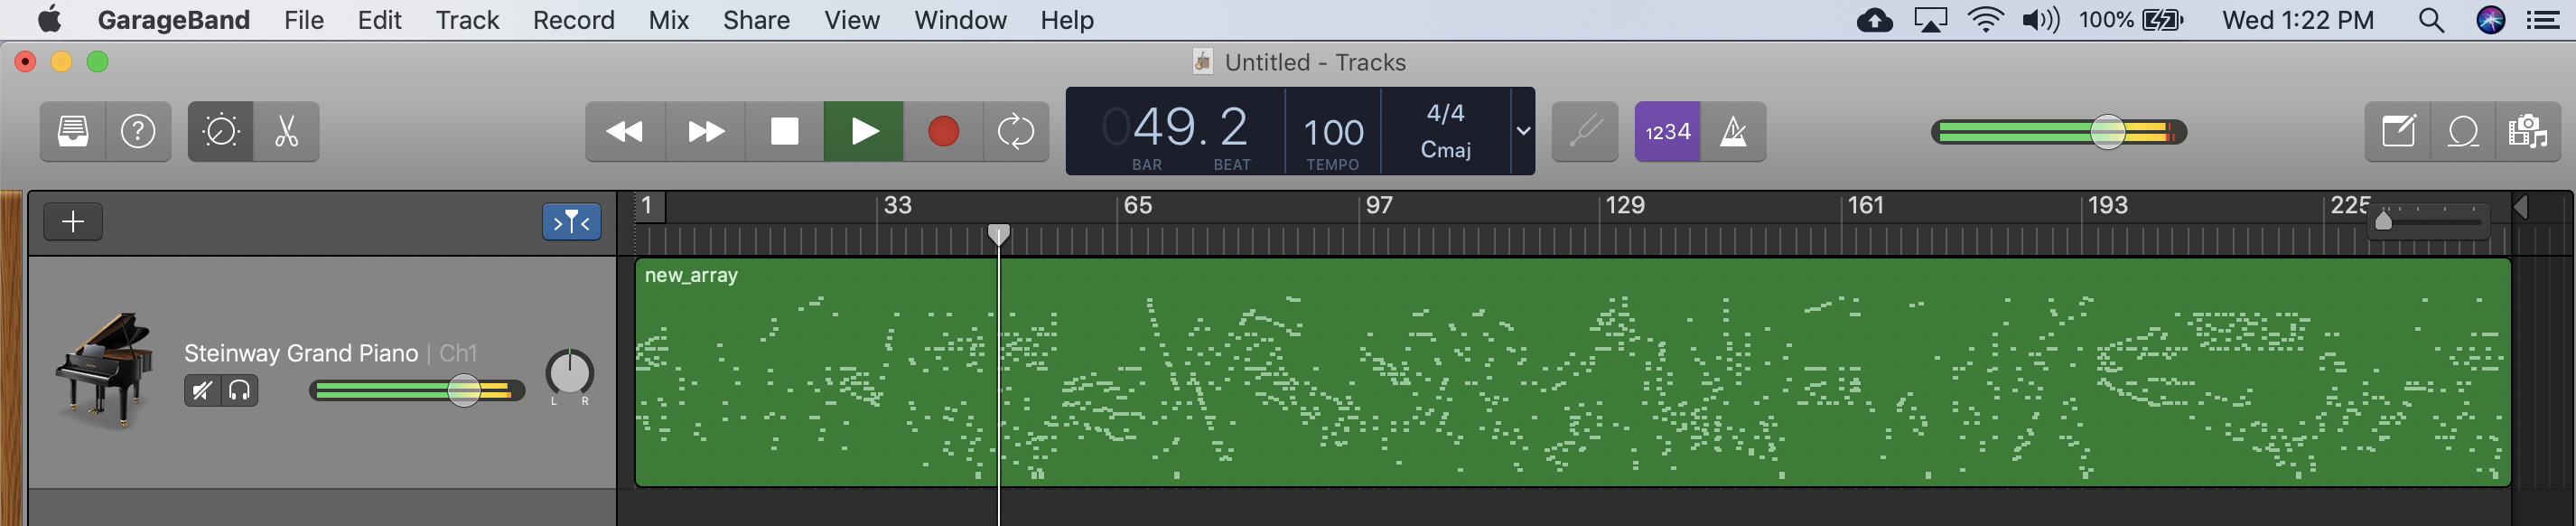 GarageBand File Edit Track Record Mix Share View Window Help 100% Wed 1:22 PM
Untitled - Tracks
049.2 100 4/4
Cmaj
BAR BEAT TEMPO
1234
1 33 65 97 129 161 193 225
new_array
Steinway Grand Piano | Ch1
L R